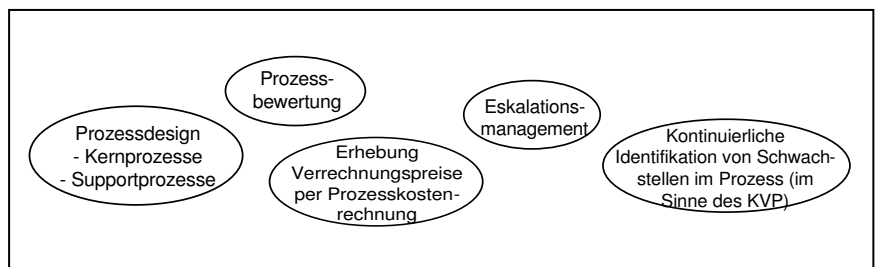 Prozessdesign
- Kernprozesse
- Supportprozesse
Prozess-
bewertung
Erhebung
Verrechnungspreise
per Prozesskosten-
rechnung
Eskalations-
management
Kontinuierliche
Identifikation von Schwach-
stellen im Prozess (im
Sinne des KVP)